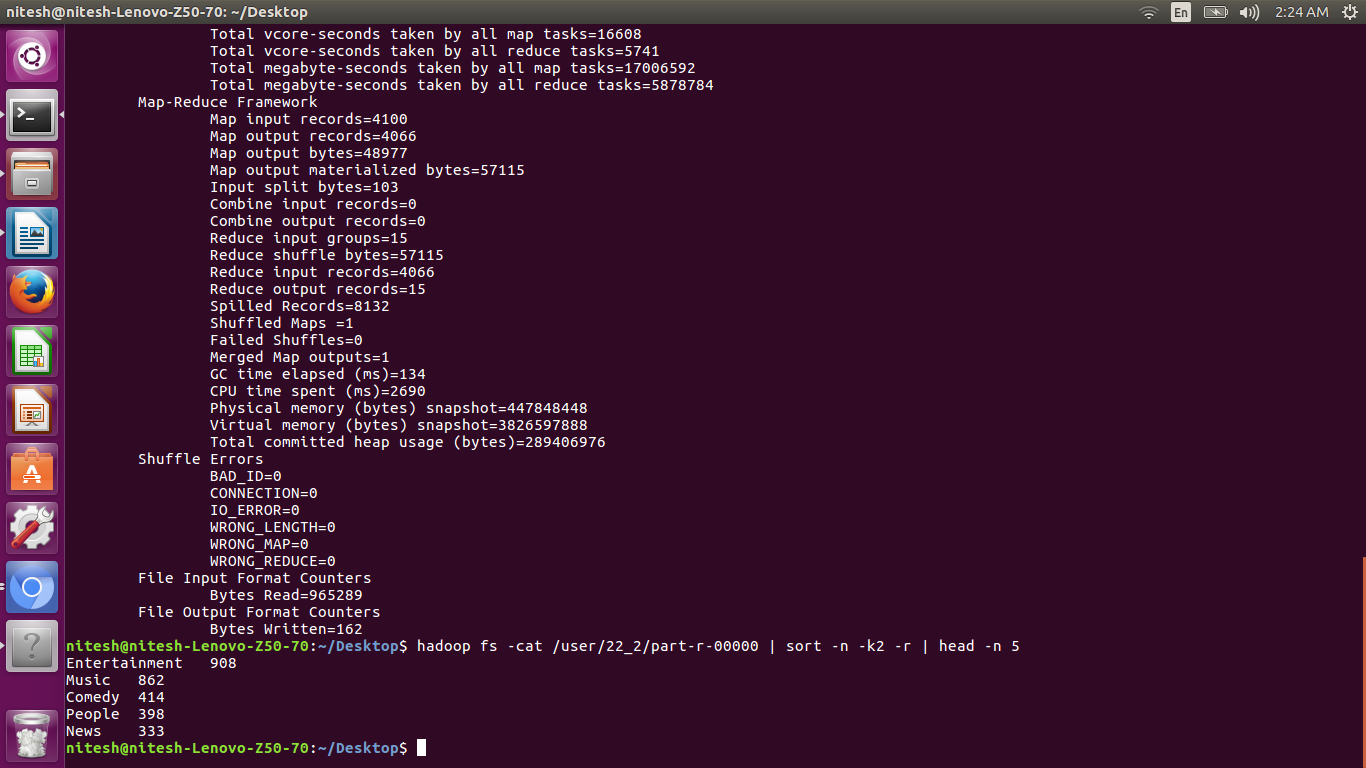 nitesh@nitesh-Lenovo-Z50-70: ~/Desktop
En
2:24 AM
Total vcore-seconds taken by all map tasks=16608
Total vcore-seconds taken by all reduce tasks=5741
Total megabyte-seconds taken by all map tasks=17006592
Total megabyte-seconds taken by all reduce tasks=5878784
Map-Reduce Framework
Map input records=4100
Map output records=4066
Map output bytes=48977
Map output materialized bytes=57115
Input split bytes=103
Combine input records=0
Combine output records=0
Reduce input groups=15
Reduce shuffle bytes=57115
Reduce input records=4066
Reduce output records=15
Spilled Records=8132
Shuffled Maps =1
Failed Shuffles=0
Merged Map outputs=1
GC time elapsed (ms)=134
CPU time spent (ms)=2690
Physical memory (bytes) snapshot=447848448
Virtual memory (bytes) snapshot=3826597888
Total committed heap usage (bytes)=289406976
Shuffle Errors
BAD_ID=0
CONNECTION=0
IO_ERROR=0
WRONG_LENGTH=0
WRONG_MAP=0
WRONG_REDUCE=0
File Input Format Counters
Bytes Read=965289
File Output Format Counters
Bytes Written=162
nitesh@nitesh-Lenovo-Z50-70:~/Desktop$ hadoop fs -cat /user/22_2/part-r-00000 | sort -n -k2 -r | head -n 5
Entertainment 908
Music 862
Comedy 414
People 398
News 333
nitesh@nitesh-Lenovo-Z50-70:~/Desktop$